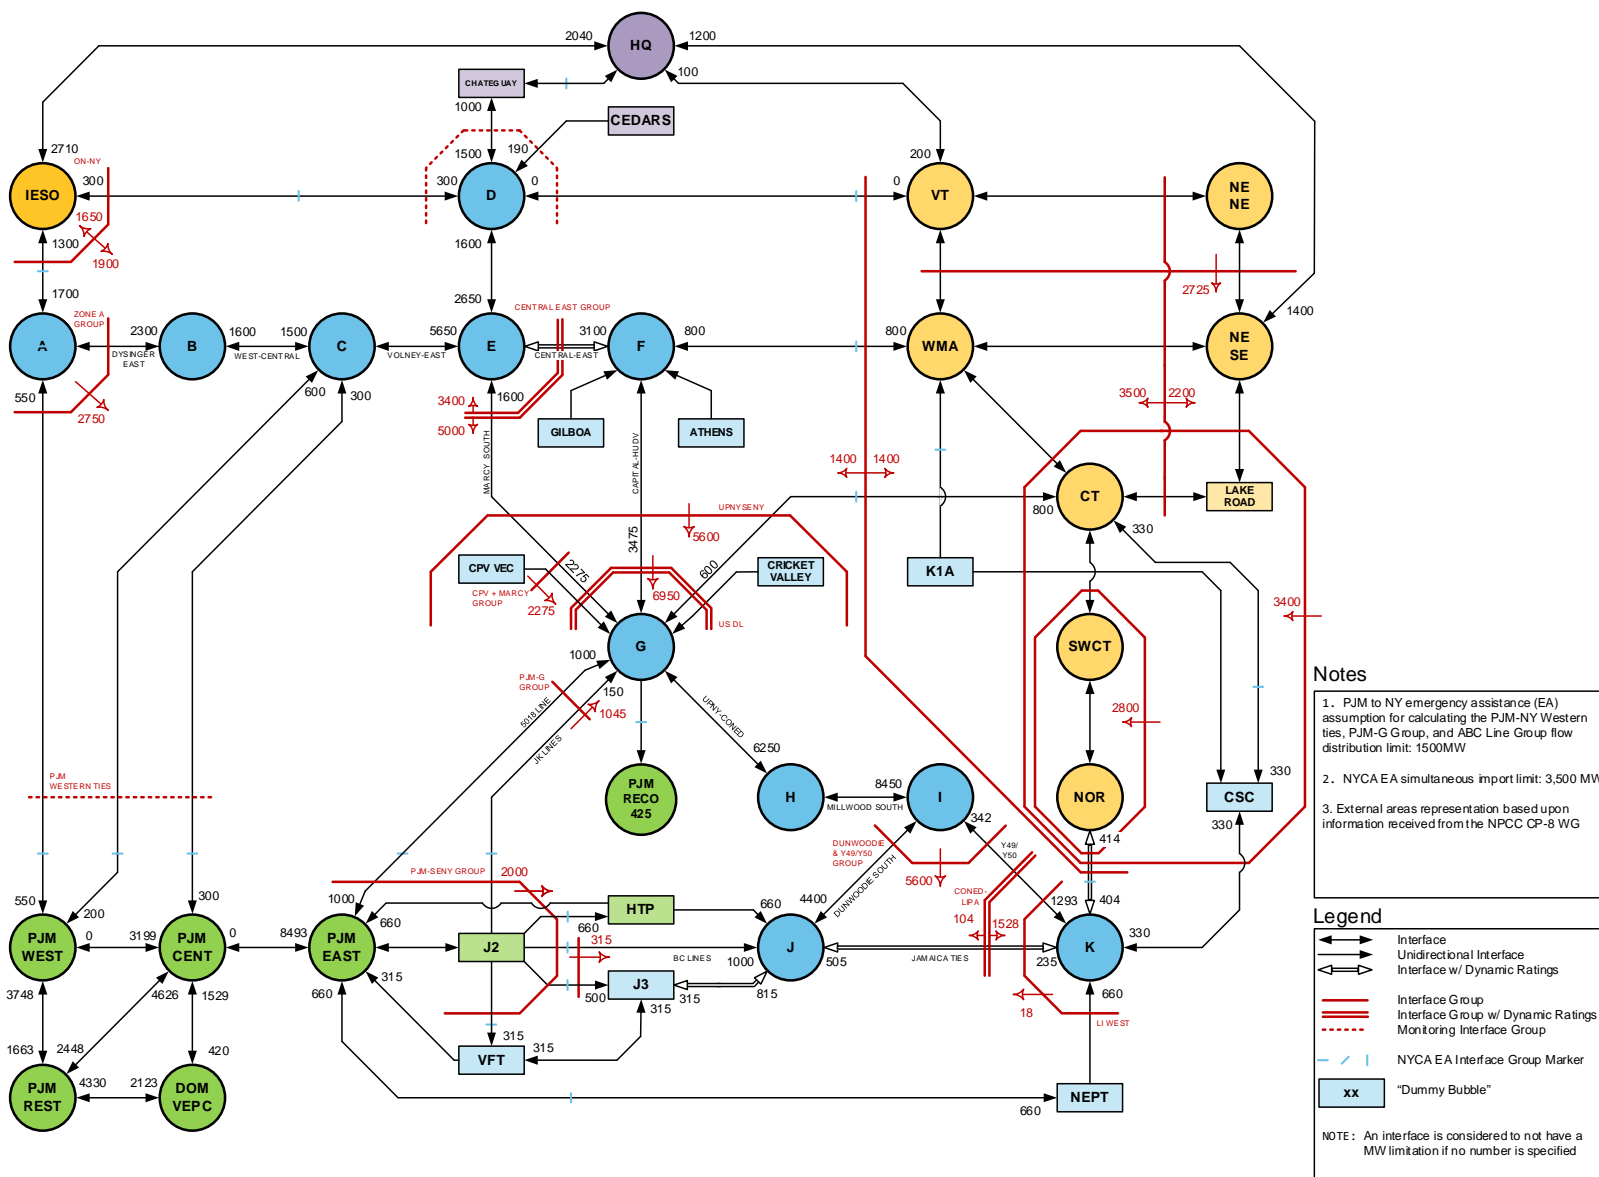 2040
HQ
1200
100
CHATEGUAY
1000
CEDARS
2710
ON-NY
1500
190
200
IESO
300
300
D
0
0
VT
NE
NE
1650
1300
1900
1600
2725
1700
2650
CENTRAL EAST GROUP
1400
ZONE A
GROUP
2300
1600
1500
5650
3100
800
800
A
B
C
E
F
WMA
NE
SE
DYSINGER
EAST
WEST-CENTRAL
VOLNEY-EAST
CENTRAL-EAST
550
600
300
1600
3400
3500
2200
2750
5000
GILBOA
ATHENS
MARCY SOUTH
CAPITAL-HUDV
1400
1400
CT
LAKE
ROAD
800
UPNYSENY
330
3475
5600
CPV VEC
2275
600
CRICKET
VALLEY
K1A
CPV + MARCY
GROUP
2275
6950
3400
US DL
G
SWCT
1000
PJM-G
GROUP
150
1045
5018 LINE
JK LINES
UPNY-CONED
2800
6250
8450
PJM
WESTERN TIES
PJM
RECO
425
H
MILLWOOD SOUTH
I
NOR
330
CSC
342
330
414
DUNWOODIE
& Y49/Y50
GROUP
DUNWOODIE SOUTH
Y49/
Y50
PJM-SENY GROUP
2000
5600
CONED-
LIPA
550
200
300
1000
660
HTP
660
660
4400
104
1528
1293
404
PJM
WEST
0
3199
PJM
CENT
0
8493
PJM
EAST
J2
315
BC LINES
1000
J
505
JAMAICA TIES
235
K
330
3748
4626
1529
660
315
500
J3
315
815
18
660
LI WEST
315
315
315
VFT
1663
2448
420
PJM
REST
4330
2123
DOM
VEPC
660
NEPT
Notes
1. PJM to NY emergency assistance (EA)
assumption for calculating the PJM-NY Western
ties, PJM-G Group, and ABC Line Group flow
distribution limit: 1500MW
2. NYCA EA simultaneous import limit: 3,500 MW
3. External areas representation based upon
information received from the NPCC CP-8 WG
Legend
Interface
Unidirectional Interface
Interface w/ Dynamic Ratings
Interface Group
Interface Group w/ Dynamic Ratings
Monitoring Interface Group
NYCA EA Interface Group Marker
xx
"Dummy Bubble"
NOTE: An interface is considered to not have a
MW limitation if no number is specified